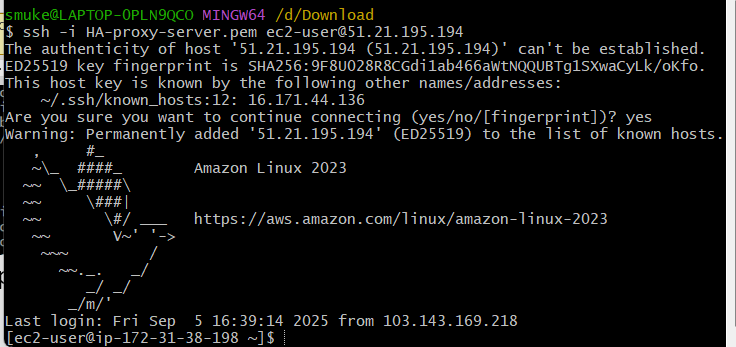 smuke@LAPTOP-OPLN9QCO MINGW64 /d/Download
$ ssh -i HA-proxy-server.pem ec2-user@51.21.195.194
The authenticity of host '51.21.195.194 (51.21.195.194)' can't be established.
ED25519 key fingerprint is SHA256:9F8U028R8CGdi1ab466aWtNQQUBTg1SXwaCyLk/oKfo.
This host key is known by the following other names/addresses:
    ~/.ssh/known_hosts:12: 16.171.44.136
Are you sure you want to continue connecting (yes/no/[fingerprint])? yes
Warning: Permanently added '51.21.195.194' (ED25519) to the list of known hosts.
   ,     #_
   ~\_  ####_        Amazon Linux 2023
  ~~  \_#####\
  ~~     \###|
  ~~       \#/ ___   https://aws.amazon.com/linux/amazon-linux-2023
   ~~       V~' '->
    ~~~         /
      ~~._.   _/
         _/ _/
       _/m/'
Last login: Fri Sep  5 16:39:14 2025 from 103.143.169.218
[ec2-user@ip-172-31-38-198 ~]$